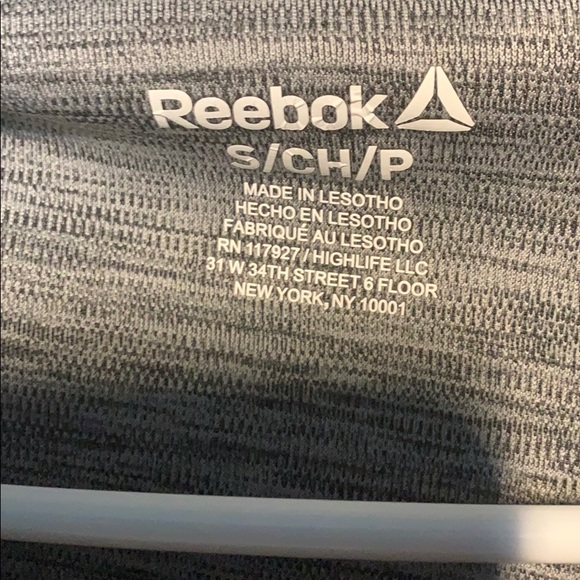 Reebok
S/CH/P
MADE IN LESOTHO
HECHO EN LESOTHO
FABRIQUÉ AU LESOTHO
RN 117927 / HIGHLIFE LLC
31 W 34TH STREET 6 FLOOR
NEW YORK, NY 10001